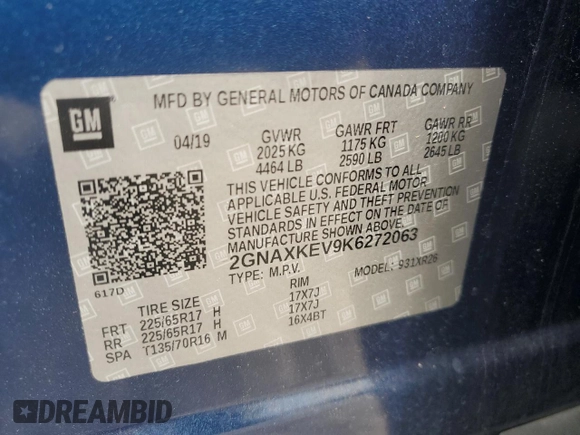 MFD BY GENERAL MOTORS OF CANADA COMPANY
GM
04/19 GVWR GAWR FRT GAWR RR
2025 KG 1175 KG 1200 KG
4464 LB 2590 LB 2645 LB
THIS VEHICLE CONFORMS TO ALL
APPLICABLE U.S. FEDERAL MOTOR
VEHICLE SAFETY AND THEFT PREVENTION
STANDARDS IN EFFECT ON THE DATE OF
MANUFACTURE SHOWN ABOVE.
2GNAXKEV9K6272063
617D TYPE: M.P.V. MODEL: 931XR26
TIRE SIZE RIM
FRT 225/65R17 H 17X7J
RR 225/65R17 H 17X7J
SPA T135/70R16 M 16X4BT
DREAMBID